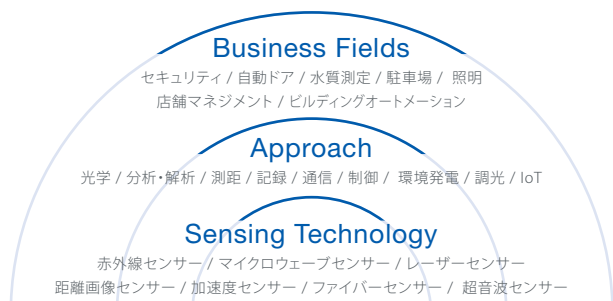 Business Fields
セキュリティ / 自動ドア / 水質測定 / 駐車場 / 照明
店舗マネジメント / ビルディングオートメーション
Approach
光学 / 分析・解析 / 測距 / 記録 / 通信 / 制御 / 環境発電 / 調光 / IoT
Sensing Technology
赤外線センサー / マイクロウェーブセンサー / レーザーセンサー
距離画像センサー / 加速度センサー / ファイバーセンサー / 超音波センサー